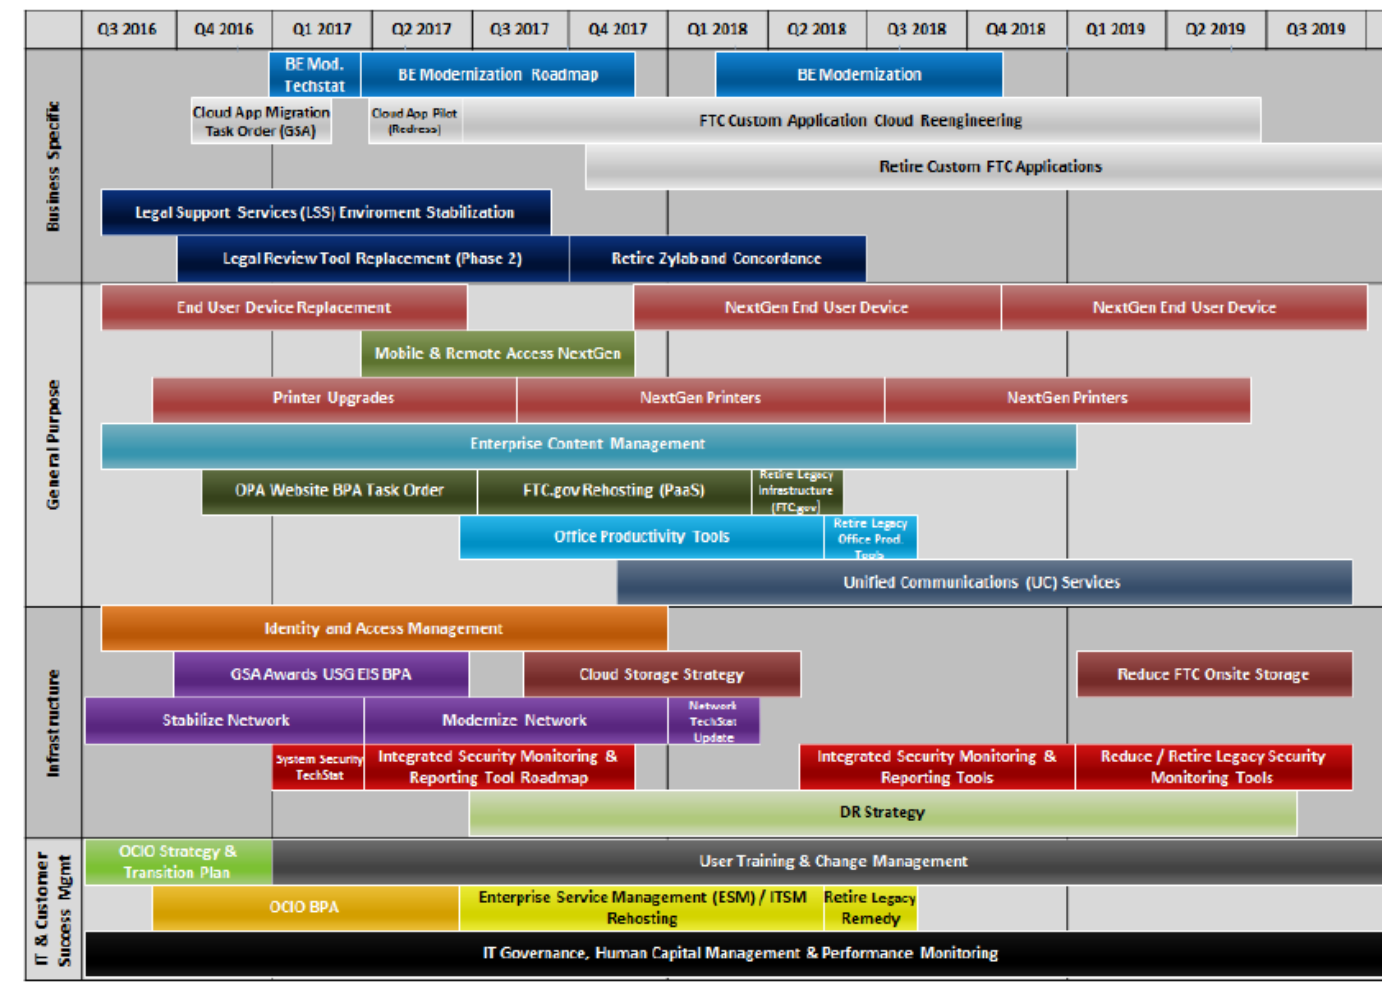 Q3 2016 Q4 2016 Q1 2017 Q2 2017 Q3 2017 Q4 2017 Q1 2018 Q2 2018 Q3 2018 Q4 2018 Q1 2019 Q2 2019 Q3 2019
Business Specific
BE Mod.
Techstat
BE Modernization Roadmap
BE Modernization
Cloud App Migration
Task Order (GSA)
Cloud App Pilot
(Redress)
FTC Custom Application Cloud Reengineering
Retire Custom FTC Applications
Legal Support Services (LSS) Enviroment Stabilization
Legal Review Tool Replacement (Phase 2)
Retire Zylab and Concordance
General Purpose
End User Device Replacement
NextGen End User Device
NextGen End User Device
Mobile & Remote Access NextGen
Printer Upgrades
NextGen Printers
NextGen Printers
Enterprise Content Management
OPA Website BPA Task Order
FTC.gov Rehosting (PaaS)
Retire Legacy
Infrastructure
(FTC.gov)
Office Productivity Tools
Retire Legacy
Office Prod.
Tools
Unified Communications (UC) Services
Infrastructure
Identity and Access Management
GSA Awards USG EIS BPA
Cloud Storage Strategy
Reduce FTC Onsite Storage
Stabilize Network
Modernize Network
Network
TechStat
Update
System Security
TechStat
Integrated Security Monitoring &
Reporting Tool Roadmap
Integrated Security Monitoring &
Reporting Tools
Reduce / Retire Legacy Security
Monitoring Tools
DR Strategy
IT & Customer
Success Mgmt
OCIO Strategy &
Transition Plan
User Training & Change Management
OCIO BPA
Enterprise Service Management (ESM) / ITSM
Rehosting
Retire Legacy
Remedy
IT Governance, Human Capital Management & Performance Monitoring